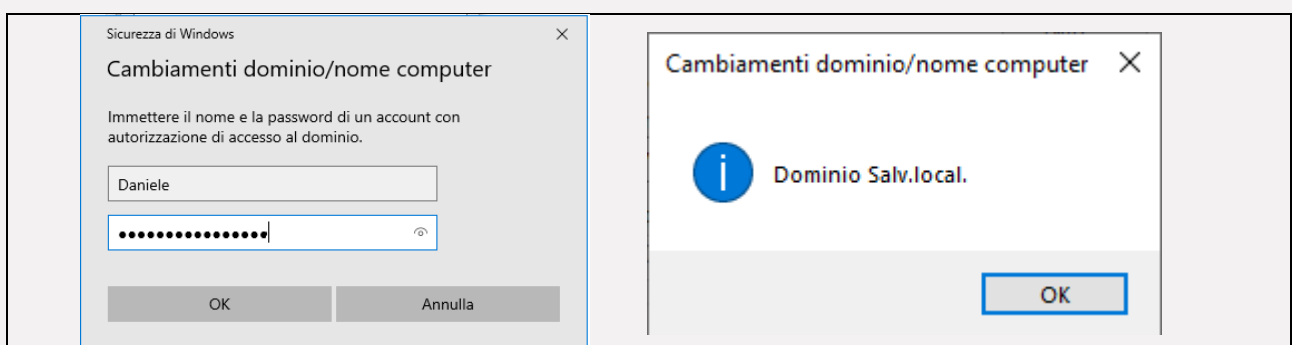 Sicurezza di Windows
Cambiamenti dominio/nome computer
Immettere il nome e la password di un account con
autorizzazione di accesso al dominio.
Daniele
••••••••••••••••
OK Annulla
Cambiamenti dominio/nome computer
Dominio Salv.local.
OK